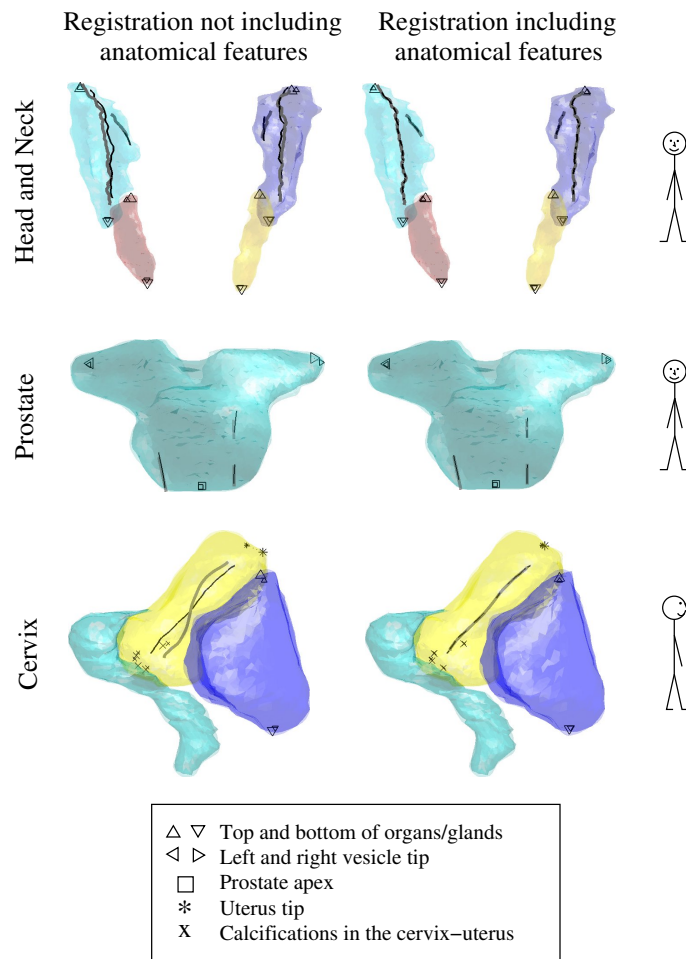 Registration not including
anatomical features
Registration including
anatomical features
Head and Neck
Prostate
Cervix
Top and bottom of organs/glands
Left and right vesicle tip
Prostate apex
Uterus tip
x Calcifications in the cervix−uterus